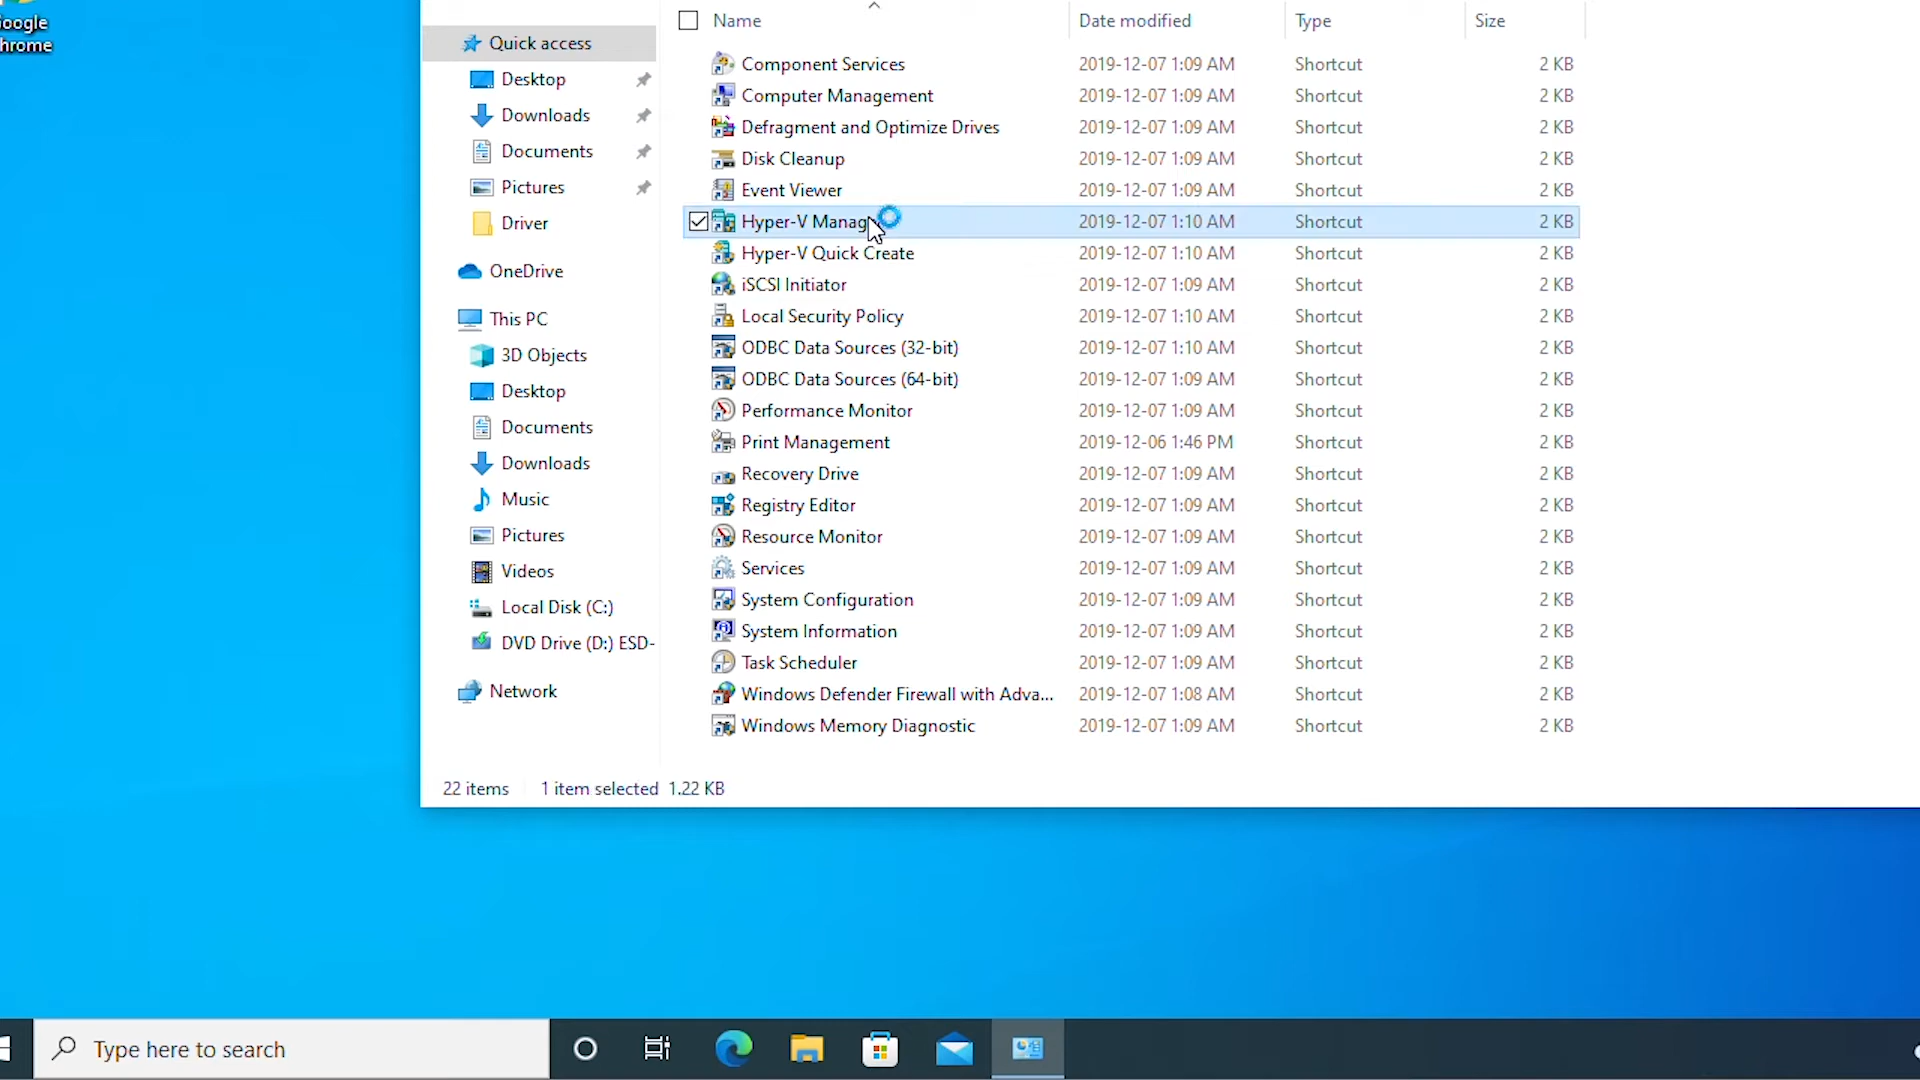 oogle
hrome
Name Date modified Type Size
Quick access
Desktop
Downloads
Documents
Pictures
Driver
OneDrive
This PC
3D Objects
Desktop
Documents
Downloads
Music
Pictures
Videos
Local Disk (C:)
DVD Drive (D:) ESD-
Network
Component Services 2019-12-07 1:09 AM Shortcut 2 KB
Computer Management 2019-12-07 1:09 AM Shortcut 2 KB
Defragment and Optimize Drives 2019-12-07 1:09 AM Shortcut 2 KB
Disk Cleanup 2019-12-07 1:09 AM Shortcut 2 KB
Event Viewer 2019-12-07 1:09 AM Shortcut 2 KB
Hyper-V Manag 2019-12-07 1:10 AM Shortcut 2 KB
Hyper-V Quick Create 2019-12-07 1:10 AM Shortcut 2 KB
iSCSI Initiator 2019-12-07 1:09 AM Shortcut 2 KB
Local Security Policy 2019-12-07 1:10 AM Shortcut 2 KB
ODBC Data Sources (32-bit) 2019-12-07 1:10 AM Shortcut 2 KB
ODBC Data Sources (64-bit) 2019-12-07 1:09 AM Shortcut 2 KB
Performance Monitor 2019-12-07 1:09 AM Shortcut 2 KB
Print Management 2019-12-06 1:46 PM Shortcut 2 KB
Recovery Drive 2019-12-07 1:09 AM Shortcut 2 KB
Registry Editor 2019-12-07 1:09 AM Shortcut 2 KB
Resource Monitor 2019-12-07 1:09 AM Shortcut 2 KB
Services 2019-12-07 1:09 AM Shortcut 2 KB
System Configuration 2019-12-07 1:09 AM Shortcut 2 KB
System Information 2019-12-07 1:09 AM Shortcut 2 KB
Task Scheduler 2019-12-07 1:09 AM Shortcut 2 KB
Windows Defender Firewall with Adva... 2019-12-07 1:08 AM Shortcut 2 KB
Windows Memory Diagnostic 2019-12-07 1:09 AM Shortcut 2 KB
22 items 1 item selected 1.22 KB
Type here to search